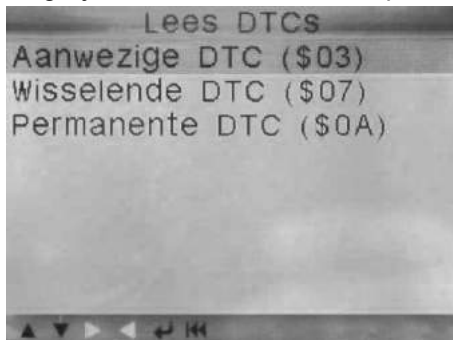 Lees DTCs
Aanwezige DTC ($03)
Wisselende DTC ($07)
Permanente DTC ($0A)